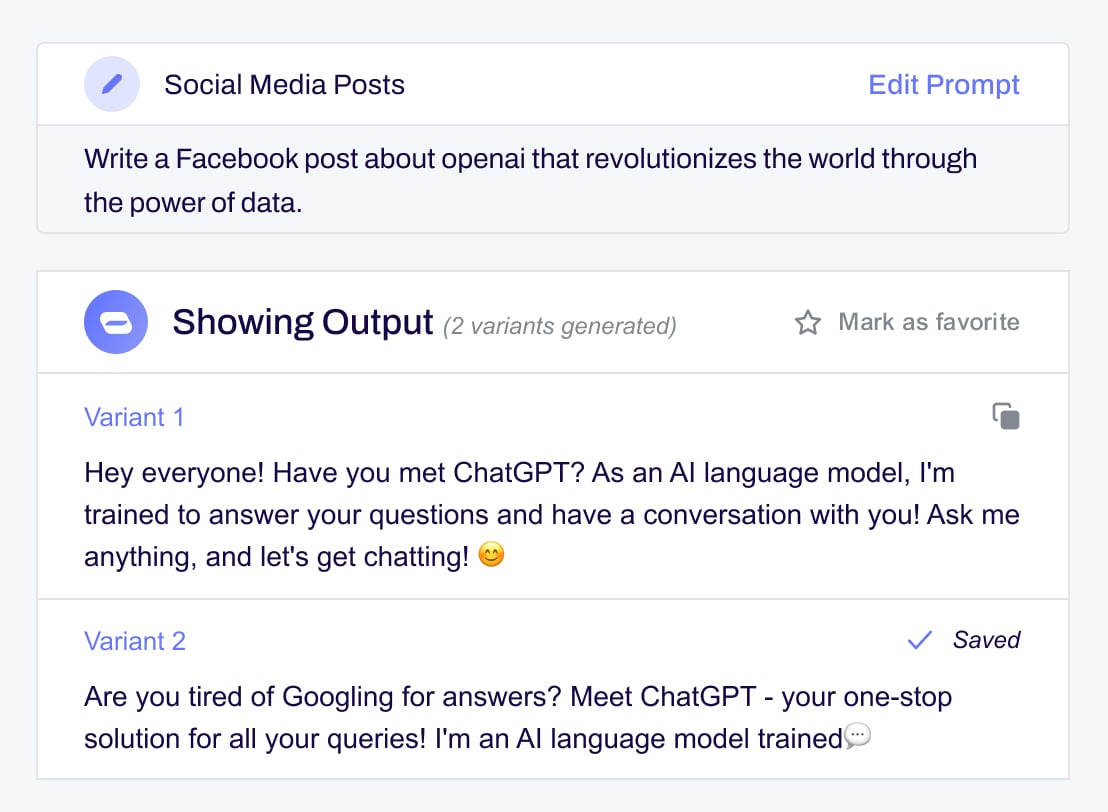 Social Media Posts
Edit Prompt
Write a Facebook post about openai that revolutionizes the world through
the power of data.
Showing Output (2 variants generated)
Mark as favorite
Variant 1
Hey everyone! Have you met ChatGPT? As an AI language model, I'm
trained to answer your questions and have a conversation with you! Ask me
anything, and let's get chatting! 😊
Variant 2
Saved
Are you tired of Googling for answers? Meet ChatGPT - your one-stop
solution for all your queries! I'm an AI language model trained💬